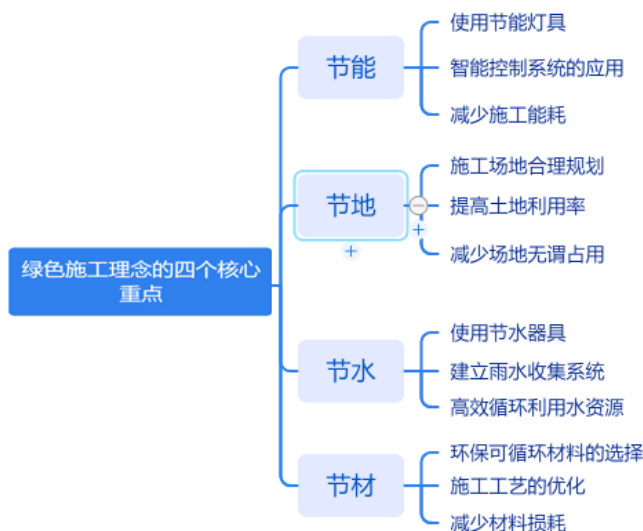 绿色施工理念的四个核心
重点
节能
使用节能灯具
智能控制系统的应用
减少施工能耗
节地
施工场地合理规划
提高土地利用率
减少场地无谓占用
节水
使用节水器具
建立雨水收集系统
高效循环利用水资源
节材
环保可循环材料的选择
施工工艺的优化
减少材料损耗